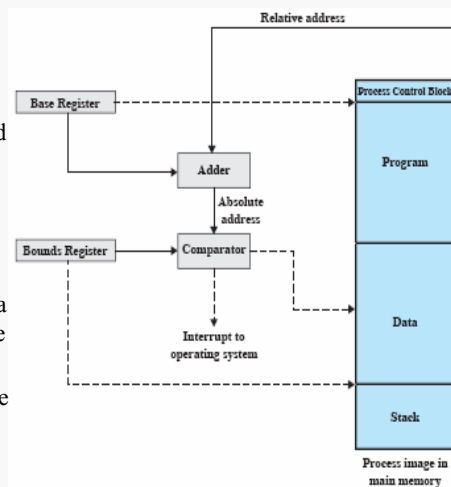 Relative address
Process Control Block
Base Register
d
Program
Adder
Absolute
address
Bounds Register
Comparator
a
Interrupt to
operating system
e
Data
e
Stack
Process image in
main memory